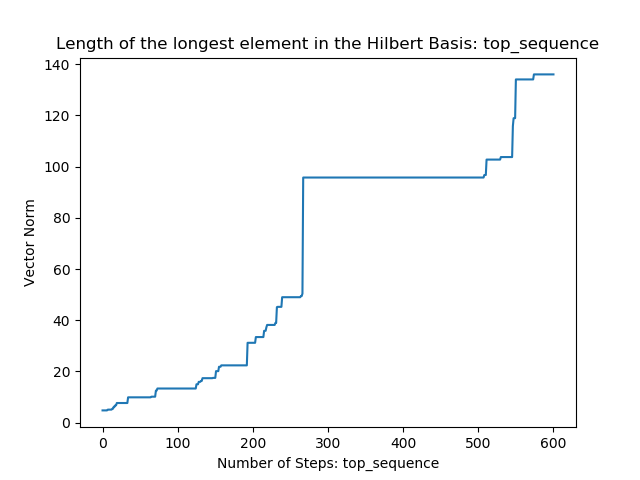 Length of the longest element in the Hilbert Basis: top_sequence
140
120
100
80
60
40
20
0
Vector Norm
0 100 200 300 400 500 600
Number of Steps: top_sequence